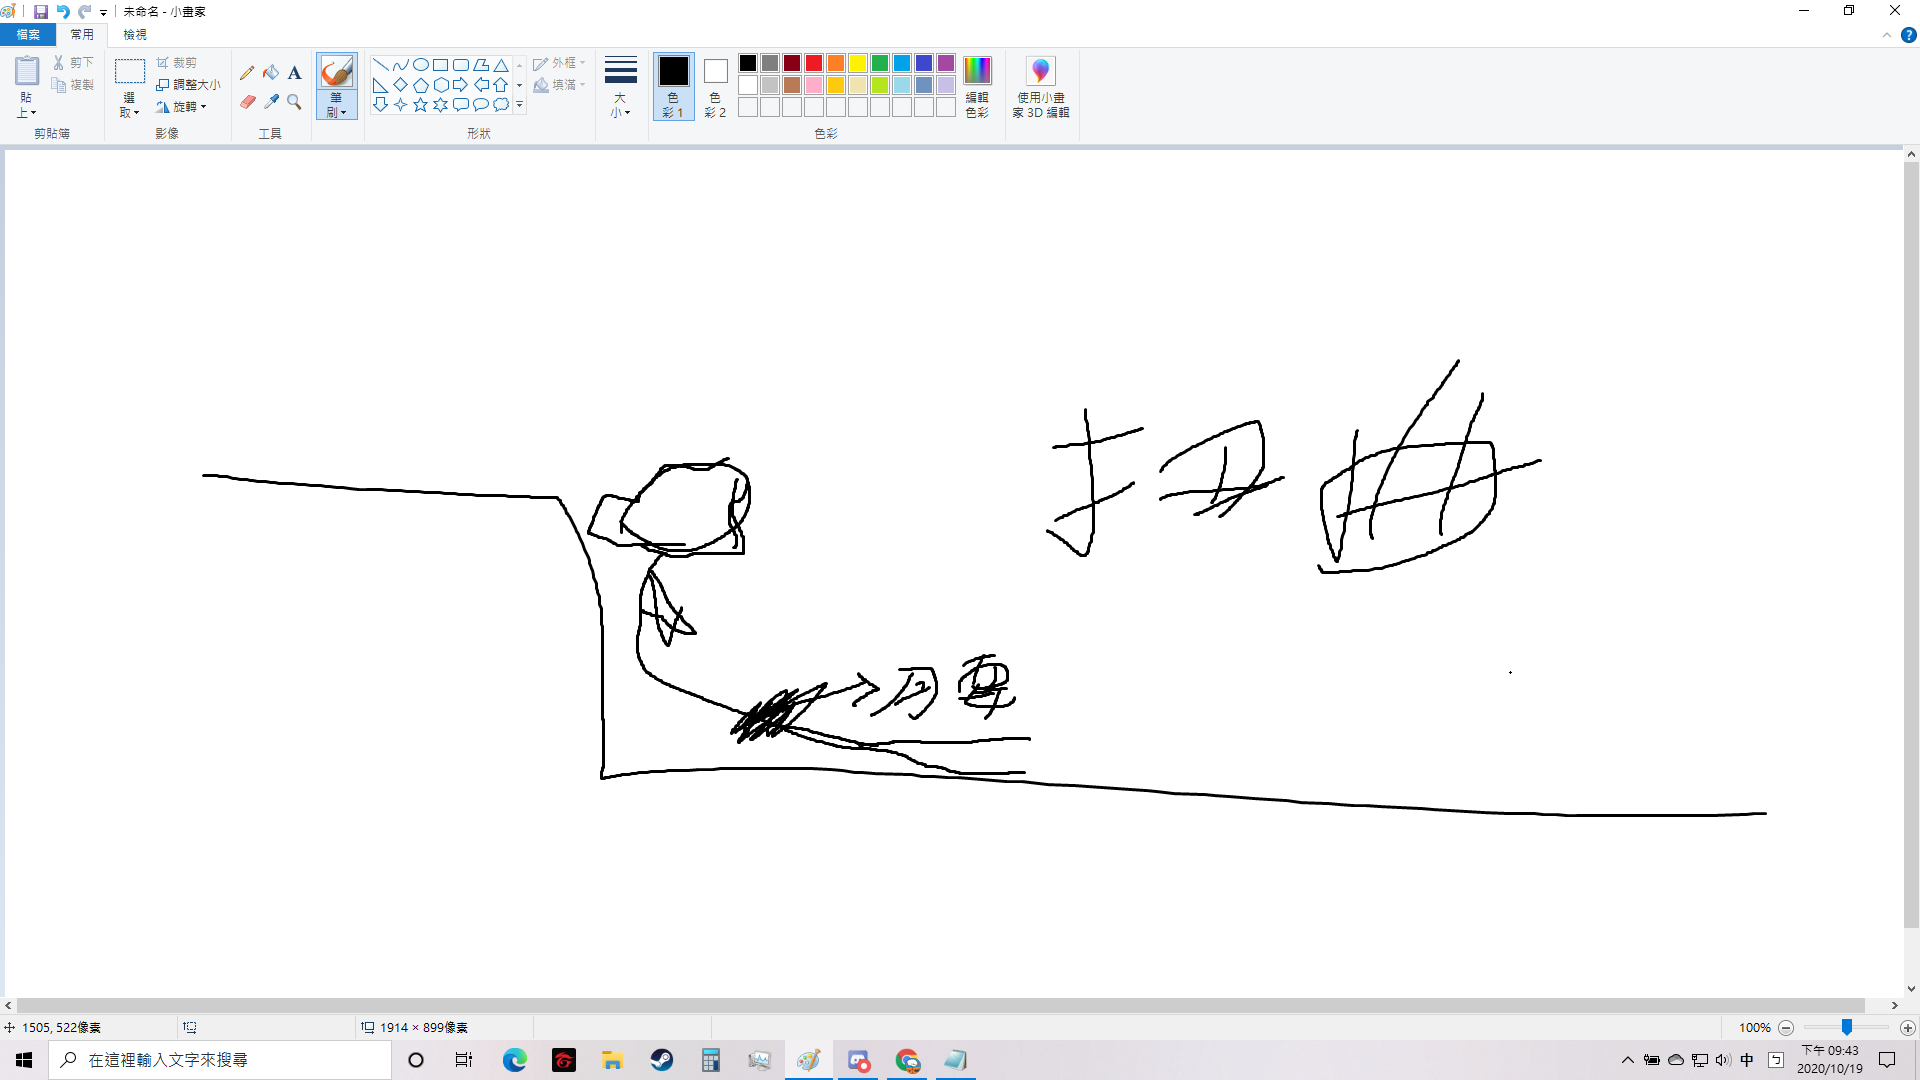 未命名 - 小畫家
檔案 常用 檢視
貼上
剪下
複製
剪貼簿
選取
裁剪
調整大小
旋轉
影像
A
工具
筆刷
形狀
外框
填滿
大小
色彩 1
色彩 2
色彩
編輯色彩
使用小畫家 3D 編輯
扭曲
腰
1505, 522像素
1914 × 899像素
100%
在這裡輸入文字來搜尋
中
下午 09:43
2020/10/19